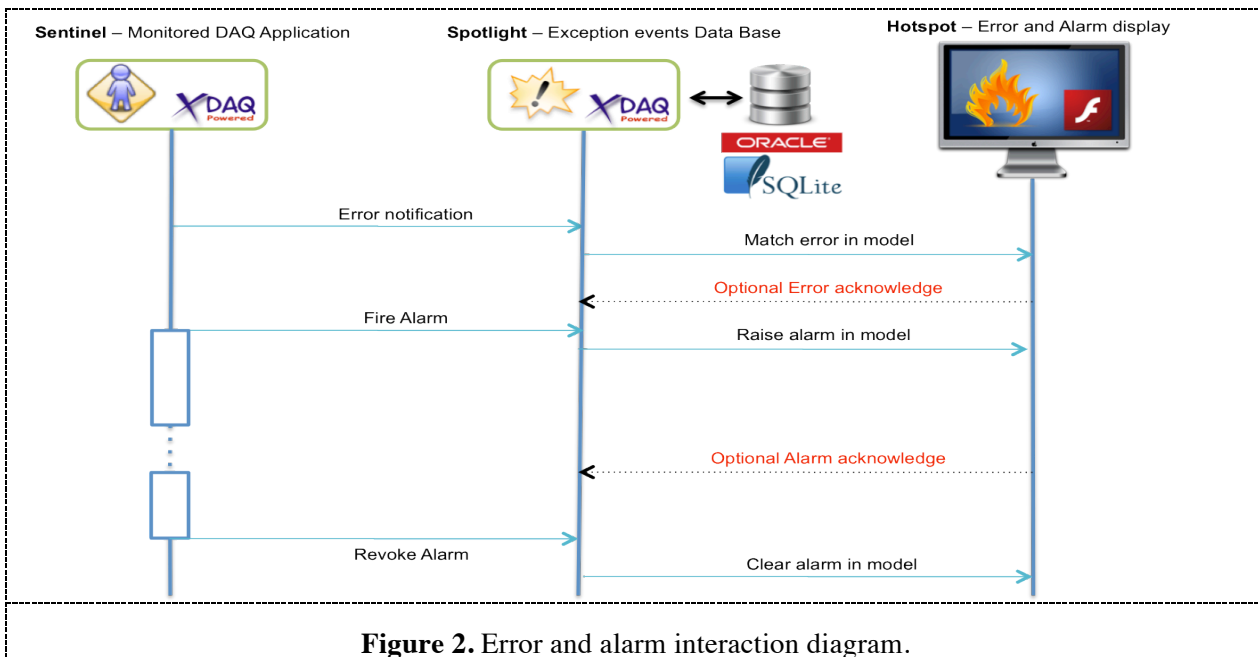 Sentinel – Monitored DAQ Application
Spotlight – Exception events Data Base
Hotspot – Error and Alarm display
XDAQ
Powered
XDAQ
Powered
ORACLE
SQLite
Error notification
Match error in model
Optional Error acknowledge
Fire Alarm
Raise alarm in model
Optional Alarm acknowledge
Revoke Alarm
Clear alarm in model
Figure 2. Error and alarm interaction diagram.